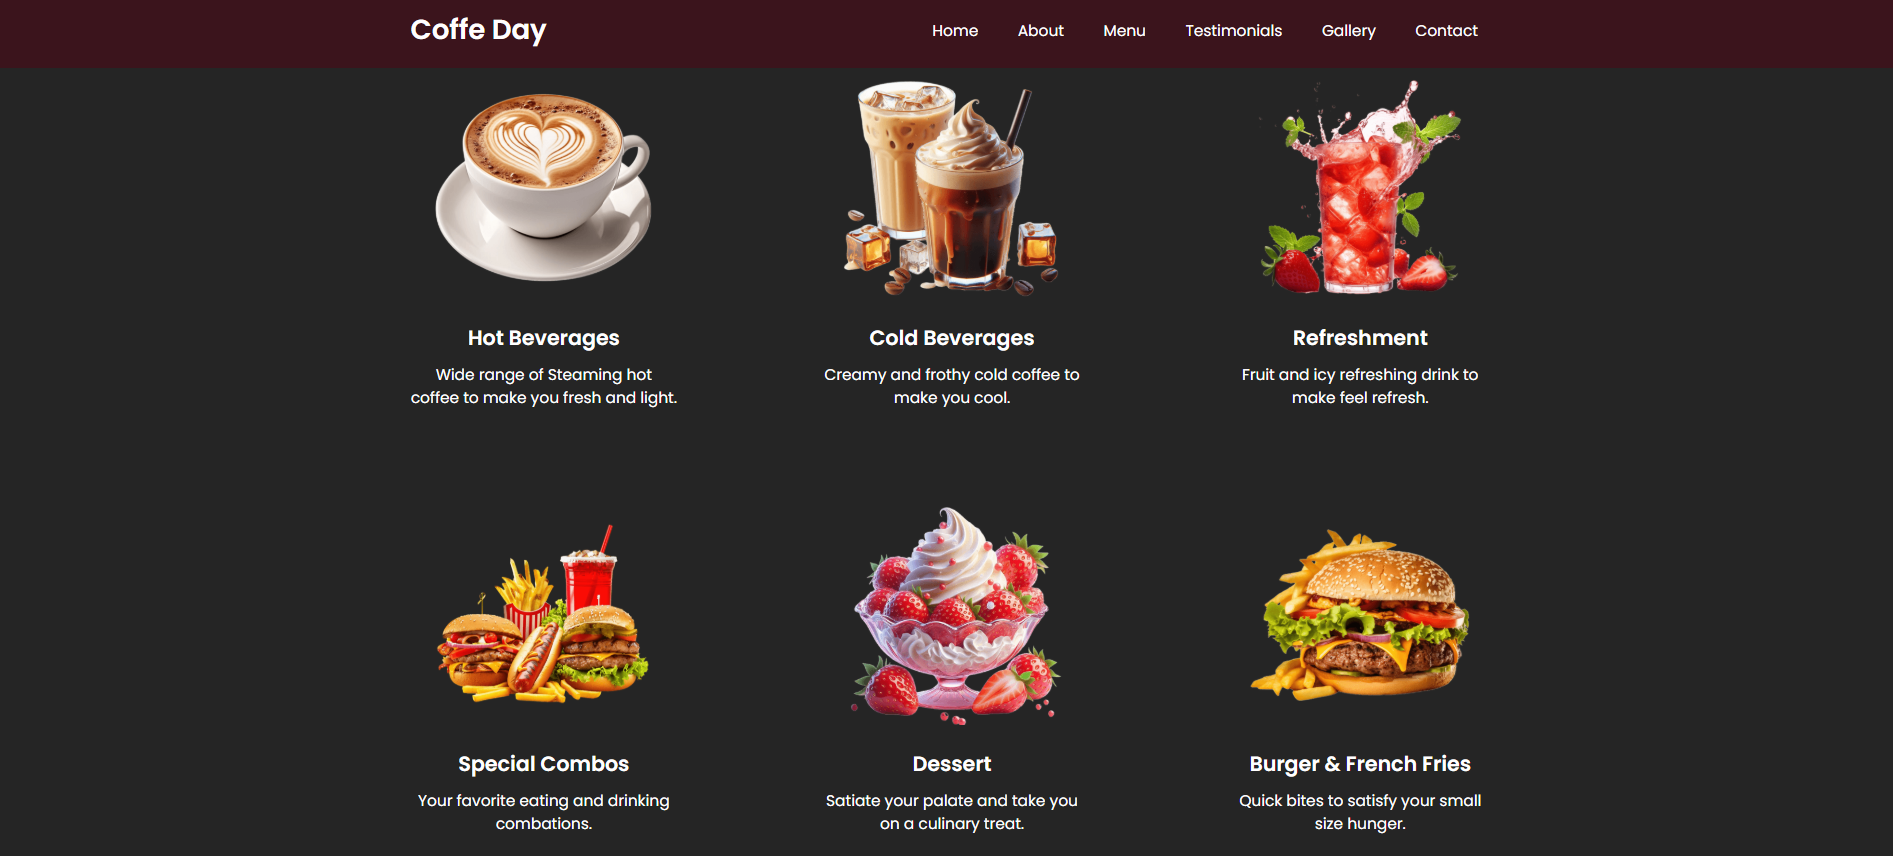 Coffe Day
Home About Menu Testimonials Gallery Contact
Hot Beverages
Wide range of Steaming hot
coffee to make you fresh and light.
Cold Beverages
Creamy and frothy cold coffee to
make you cool.
Refreshment
Fruit and icy refreshing drink to
make feel refresh.
Special Combos
Your favorite eating and drinking
combations.
Dessert
Satiate your palate and take you
on a culinary treat.
Burger & French Fries
Quick bites to satisfy your small
size hunger.